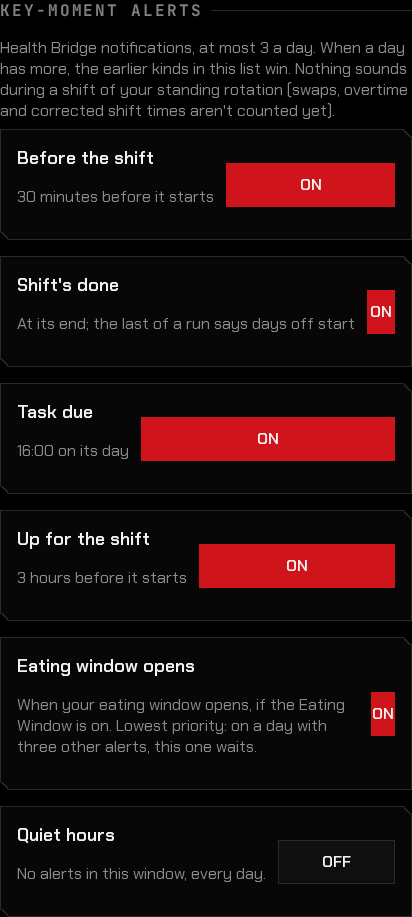 KEY-MOMENT ALERTS
Health Bridge notifications, at most 3 a day. When a day
has more, the earlier kinds in this list win. Nothing sounds
during a shift of your standing rotation (swaps, overtime
and corrected shift times aren't counted yet).
Before the shift
30 minutes before it starts
ON
Shift's done
At its end; the last of a run says days off start
ON
Task due
16:00 on its day
ON
Up for the shift
3 hours before it starts
ON
Eating window opens
When your eating window opens, if the Eating
Window is on. Lowest priority: on a day with
three other alerts, this one waits.
ON
Quiet hours
No alerts in this window, every day.
OFF